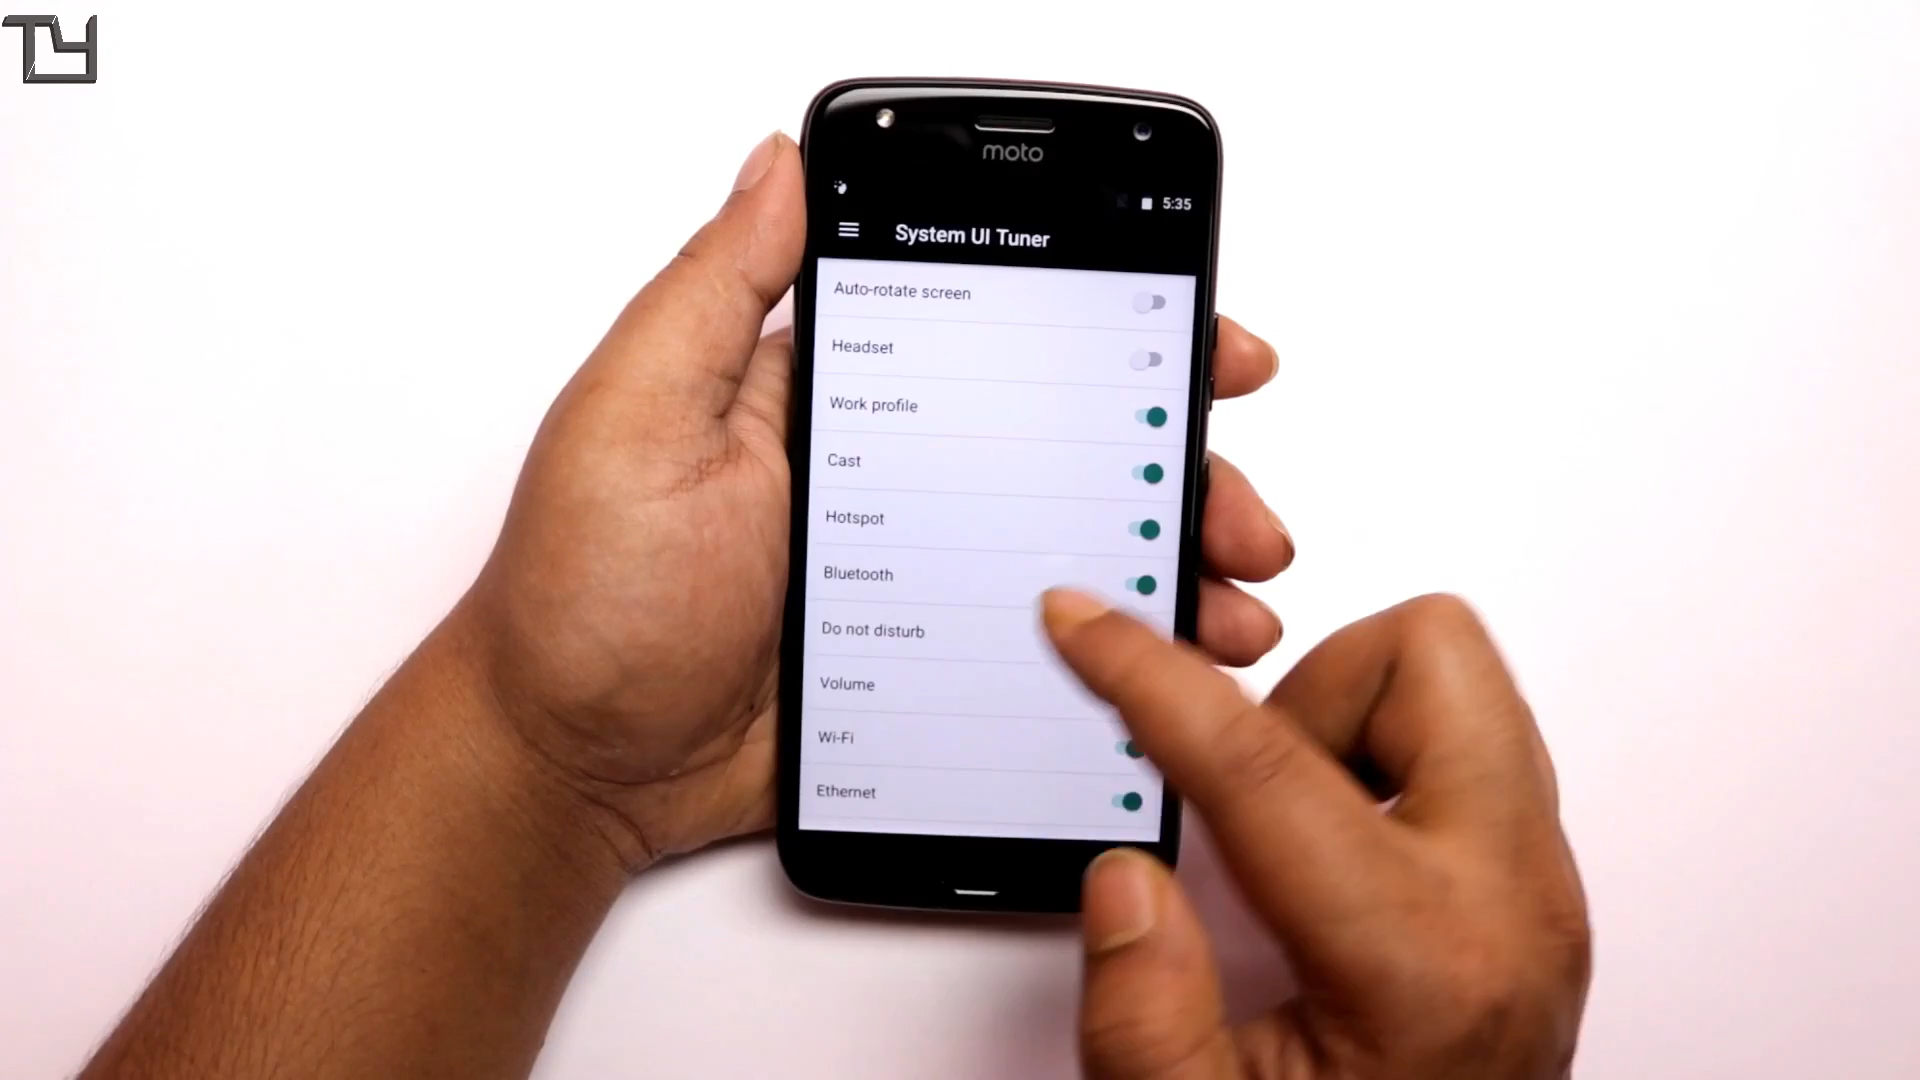 TY
moto
5:35
System UI Tuner
Auto-rotate screen
Headset
Work profile
Cast
Hotspot
Bluetooth
Do not disturb
Volume
Wi-Fi
Ethernet